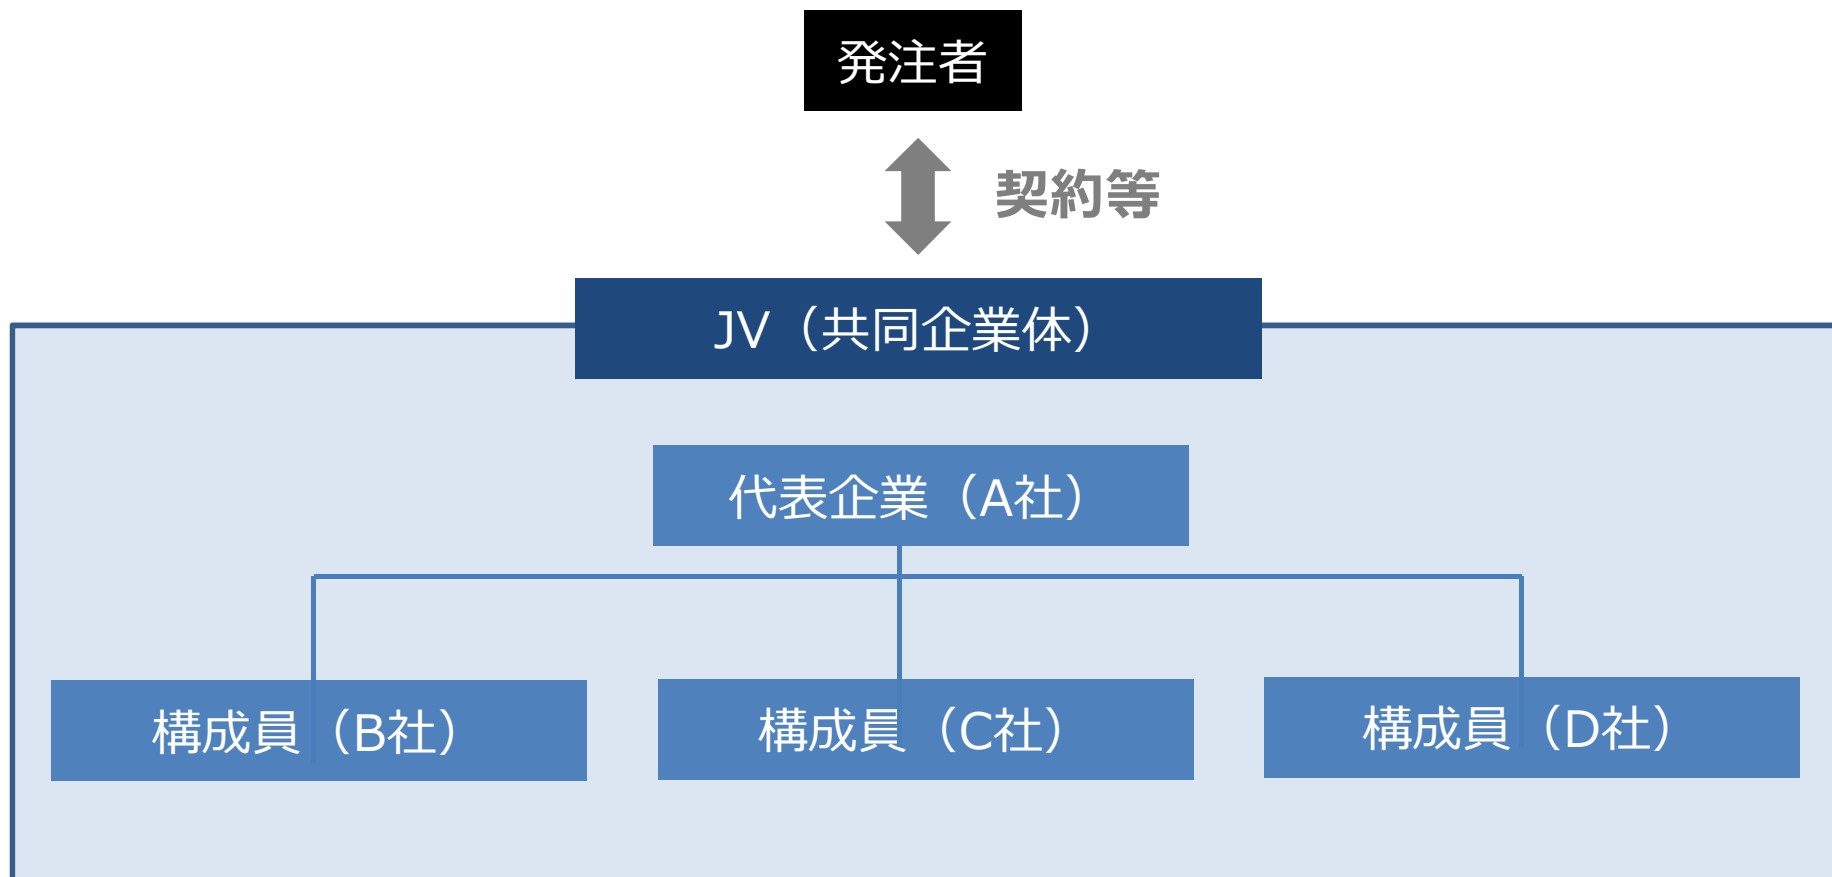 発注者
契約等
JV（共同企業体）
代表企業（A社）
構成員（B社）
構成員（C社）
構成員（D社）